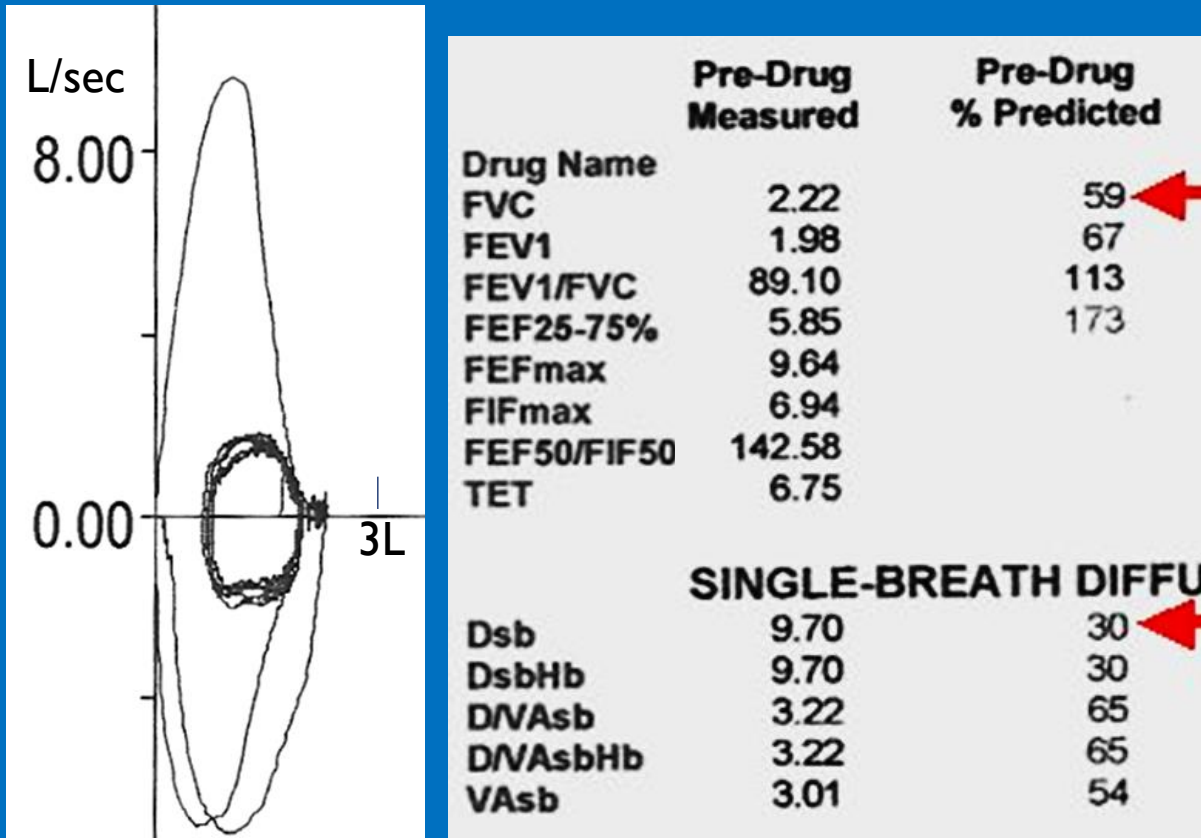 L/sec
8.00
0.00
3L
Pre-Drug Pre-Drug
Measured % Predicted
Drug Name
FVC 2.22 59
FEV1 1.98 67
FEV1/FVC 89.10 113
FEF25-75% 5.85 173
FEFmax 9.64
FIFmax 6.94
FEF50/FIF50 142.58
TET 6.75
SINGLE-BREATH DIFFU
Dsb 9.70 30
DsbHb 9.70 30
D/VAsb 3.22 65
D/VAsbHb 3.22 65
VAsb 3.01 54